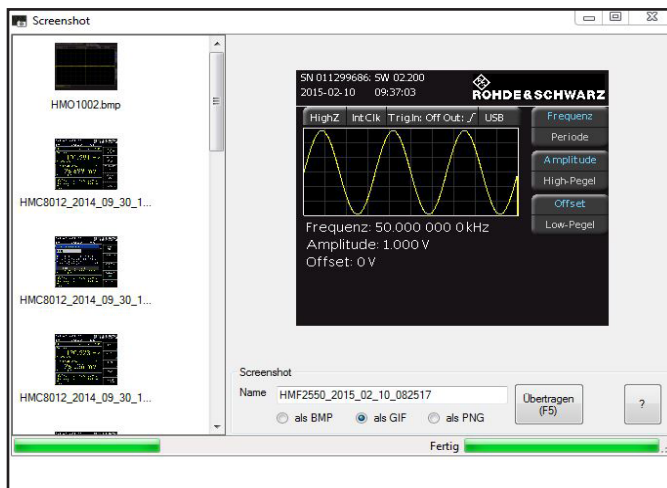 Screenshot
HMO1002.bmp
HMC8012_2014_09_30_1...
HMC8012_2014_09_30_1...
HMC8012_2014_09_30_1...
SN 011299686: SW 02.200
2015-02-10 09:37:03
ROHDE&SCHWARZ
HighZ IntClk Trig.In: Off Out: USB
Frequenz
Periode
Amplitude
High-Pegel
Offset
Low-Pegel
Frequenz: 50.000 000 0 kHz
Amplitude: 1.000 V
Offset: 0 V
Screenshot
Name HMF2550_2015_02_10_082517
als BMP als GIF als PNG
Übertragen
(F5)
?
Fertig